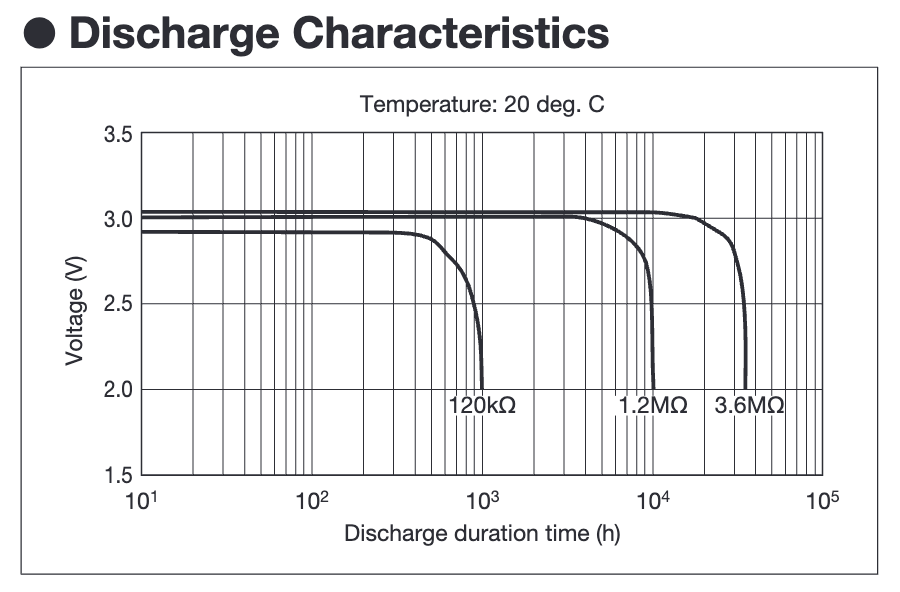 ● Discharge Characteristics
Temperature: 20 deg. C
3.5
3.0
2.5
2.0
1.5
Voltage (V)
120kΩ
1.2MΩ
3.6MΩ
10¹
10²
10³
10⁴
10⁵
Discharge duration time (h)